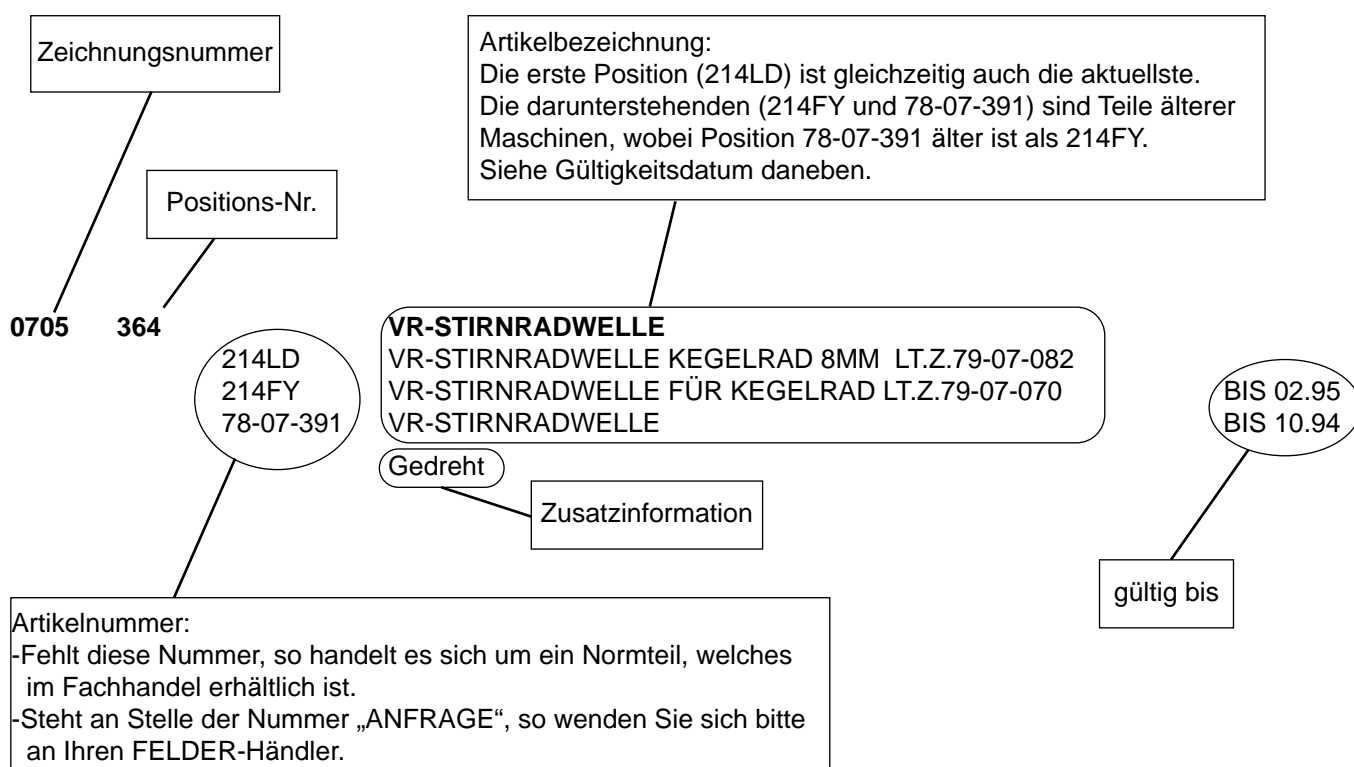 Zeichnungsnummer
Artikelbezeichnung:
Die erste Position (214LD) ist gleichzeitig auch die aktuellste.
Die darunterstehenden (214FY und 78-07-391) sind Teile älterer
Maschinen, wobei Position 78-07-391 älter ist als 214FY.
Siehe Gültigkeitsdatum daneben.
Positions-Nr.
0705 364 VR-STIRNRADWELLE
214LD VR-STIRNRADWELLE KEGELRAD 8MM LT.Z.79-07-082
214FY VR-STIRNRADWELLE FÜR KEGELRAD LT.Z.79-07-070 BIS 02.95
78-07-391 VR-STIRNRADWELLE BIS 10.94
Gedreht
Zusatzinformation
gültig bis
Artikelnummer:
-Fehlt diese Nummer, so handelt es sich um ein Normteil, welches
im Fachhandel erhältlich ist.
-Steht an Stelle der Nummer „ANFRAGE“, so wenden Sie sich bitte
an Ihren FELDER-Händler.